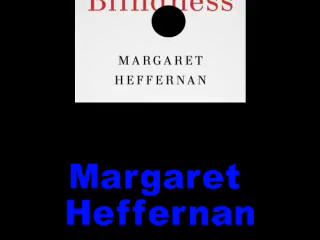 Blindness
MARGARET
HEFFERNAN
Margaret
Heffernan